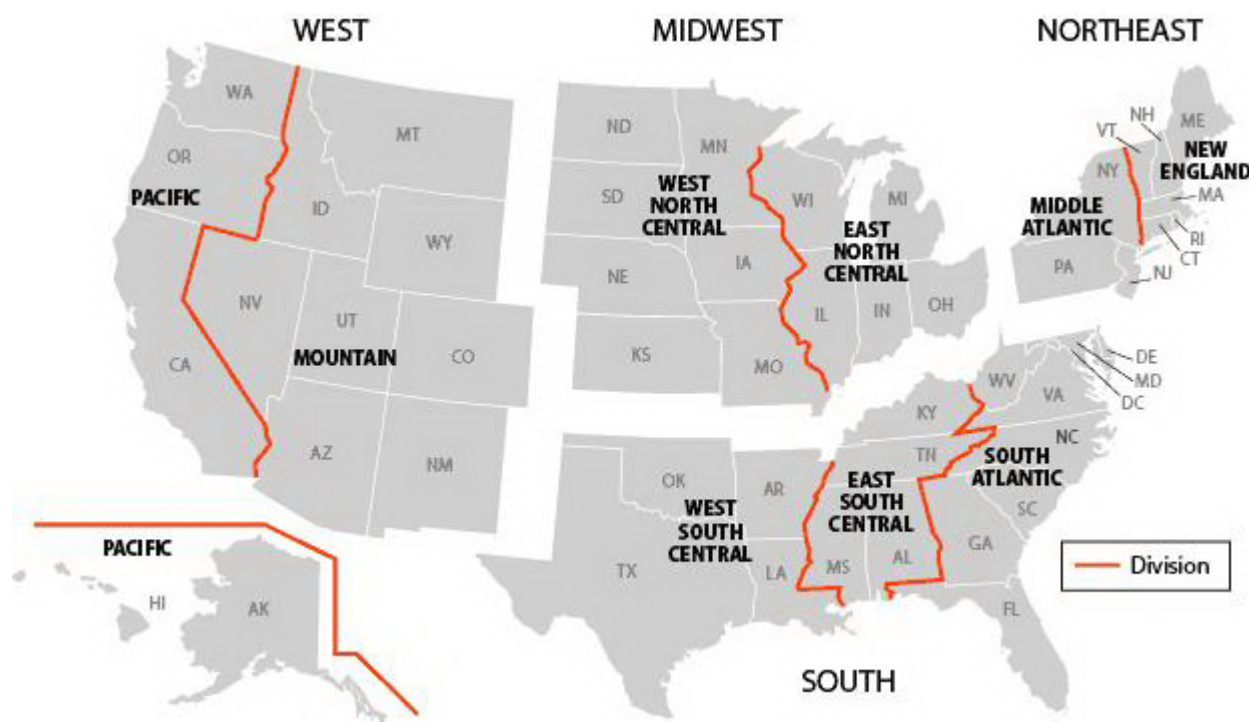 WEST
MIDWEST
NORTHEAST
WA
MT
OR
PACIFIC
ID
WY
NV
UT
MOUNTAIN
CO
CA
AZ
NM
PACIFIC
HI
AK
ND
MN
SD
WEST
NORTH
CENTRAL
WI
MI
EAST
NORTH
CENTRAL
IA
NE
IL
IN
OH
KS
MO
ME
NH
VT
NEW
ENGLAND
NY
MA
MIDDLE
ATLANTIC
RI
CT
PA
NJ
DE
MD
DC
WV
VA
KY
NC
TN
SOUTH
ATLANTIC
OK
AR
EAST
SOUTH
CENTRAL
WEST
SOUTH
CENTRAL
SC
GA
AL
MS
LA
TX
FL
Division
SOUTH